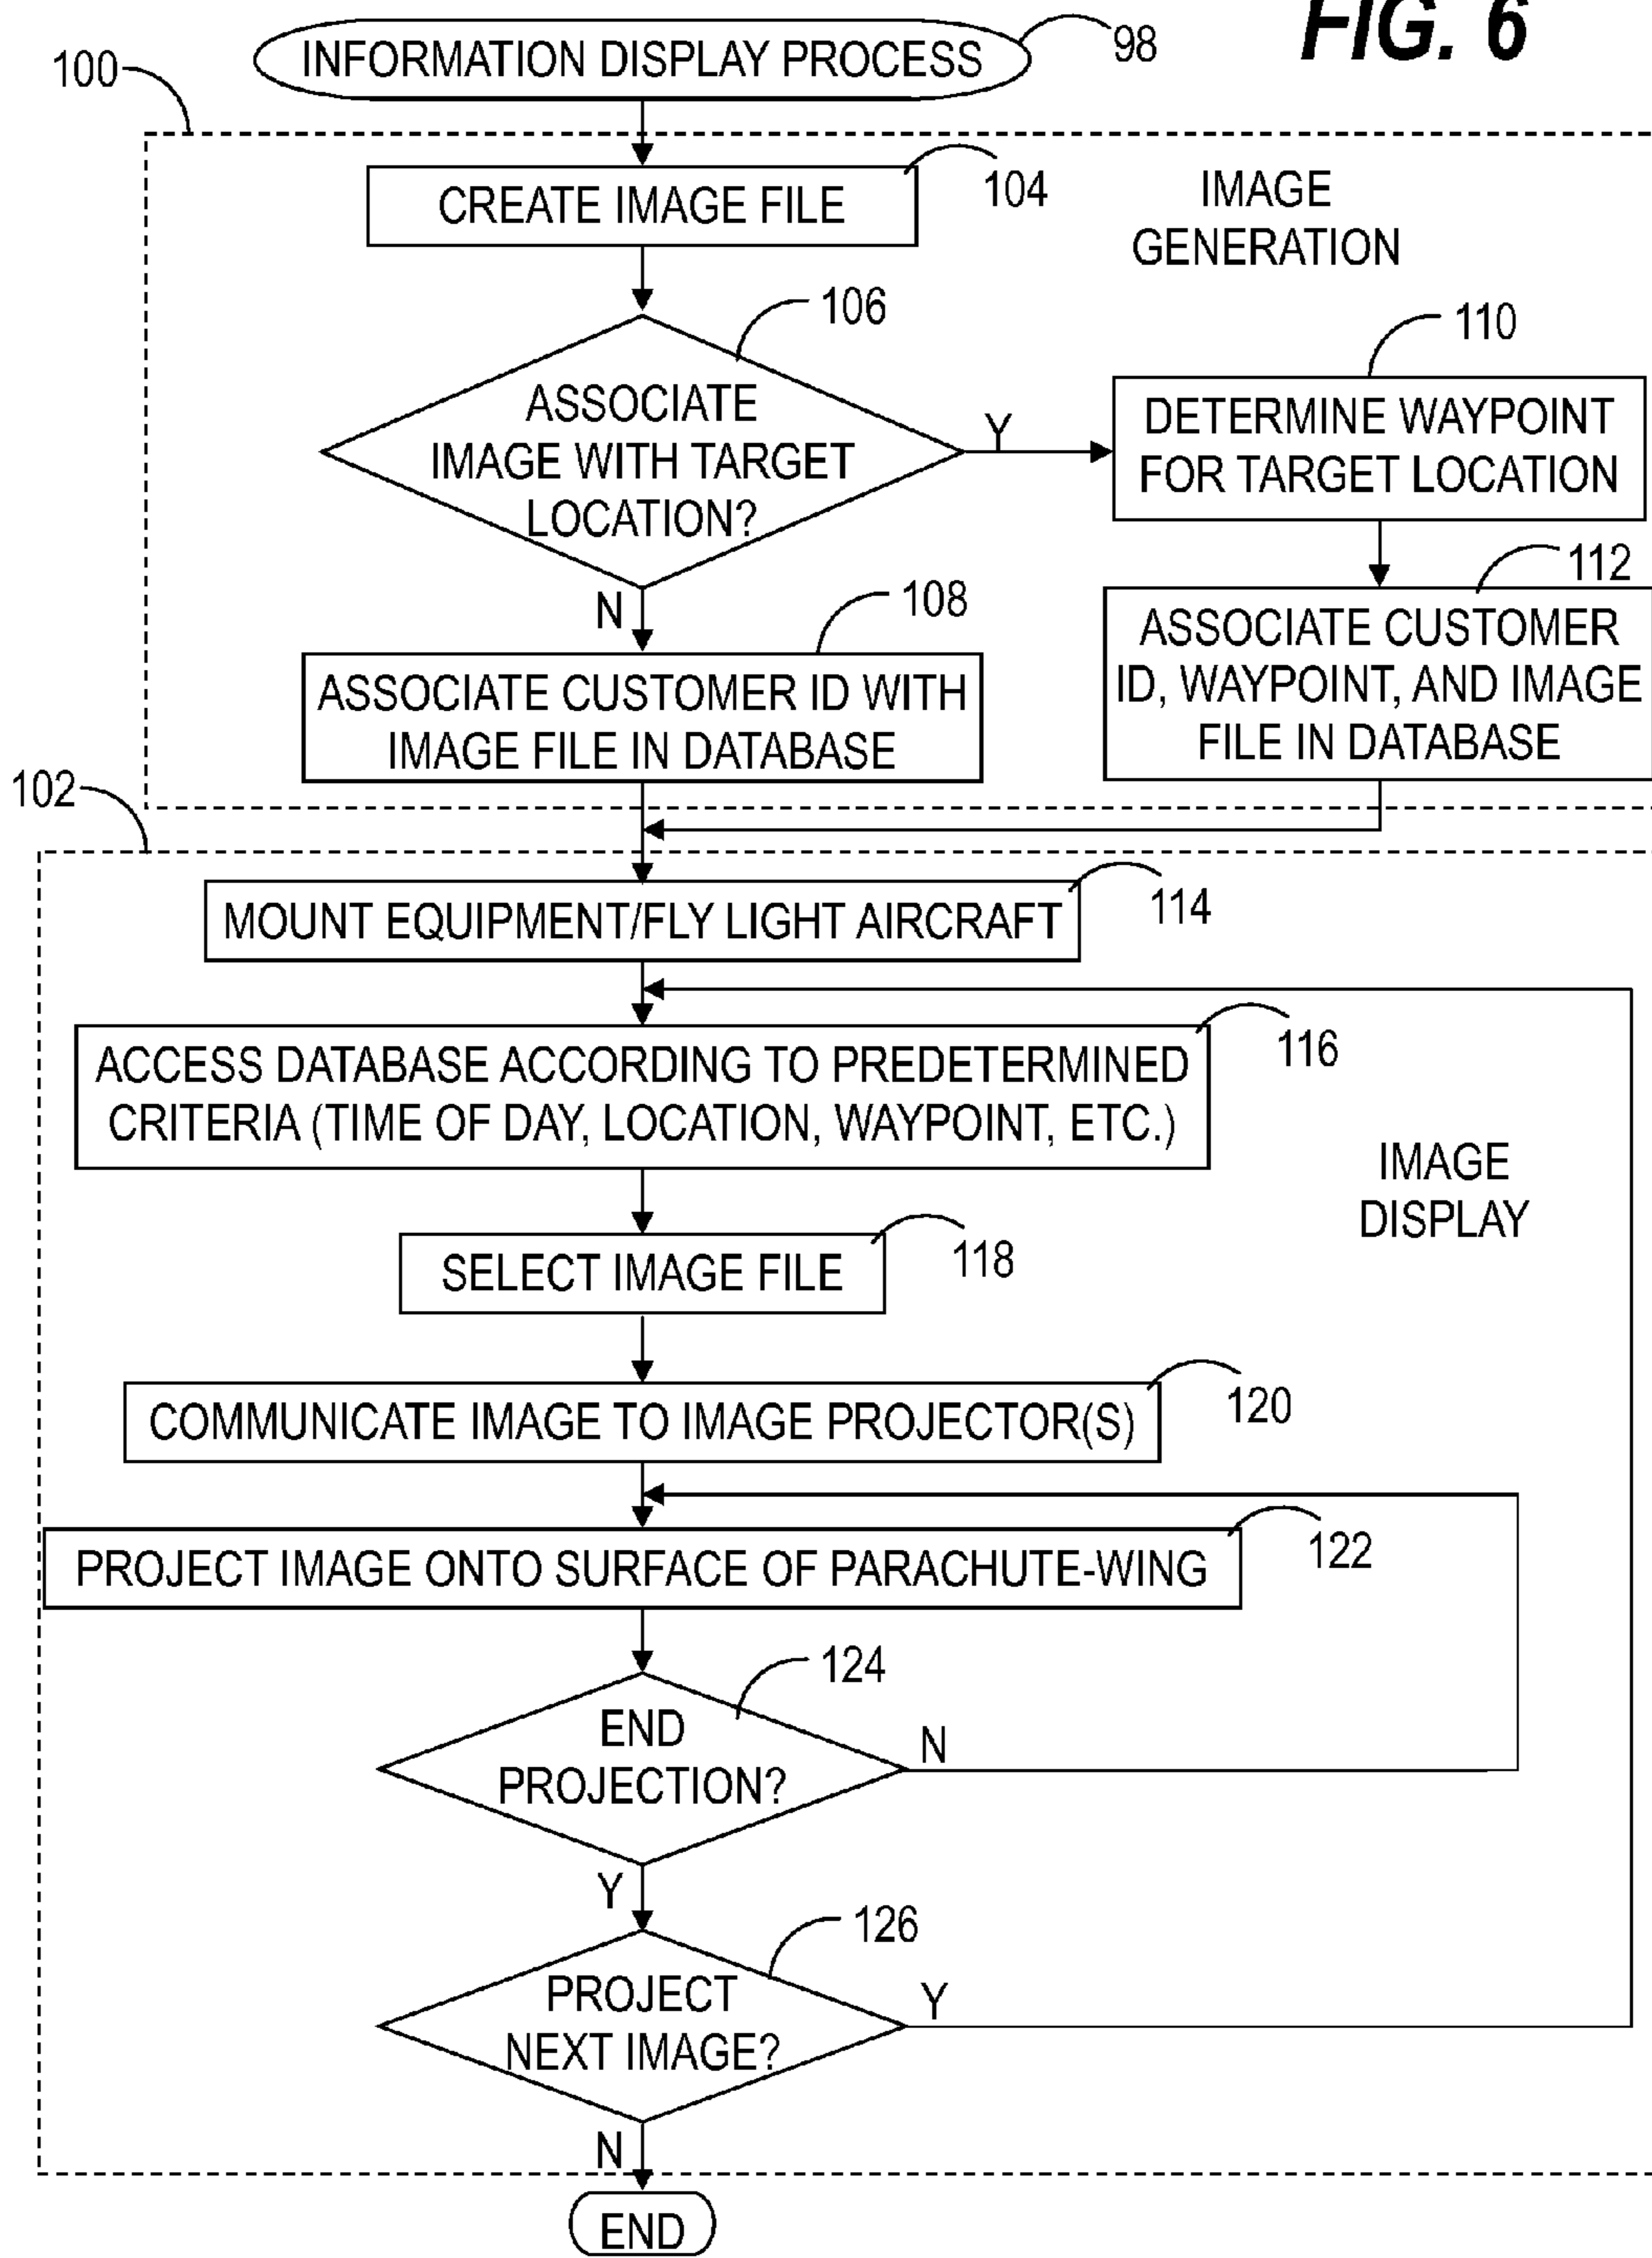 FIG. 6
INFORMATION DISPLAY PROCESS
98
100
CREATE IMAGE FILE
104
IMAGE
GENERATION
106
ASSOCIATE
IMAGE WITH TARGET
LOCATION?
Y
110
DETERMINE WAYPOINT
FOR TARGET LOCATION
N
108
ASSOCIATE CUSTOMER ID WITH
IMAGE FILE IN DATABASE
112
ASSOCIATE CUSTOMER
ID, WAYPOINT, AND IMAGE
FILE IN DATABASE
102
MOUNT EQUIPMENT/FLY LIGHT AIRCRAFT
114
ACCESS DATABASE ACCORDING TO PREDETERMINED
CRITERIA (TIME OF DAY, LOCATION, WAYPOINT, ETC.)
116
IMAGE
DISPLAY
SELECT IMAGE FILE
118
COMMUNICATE IMAGE TO IMAGE PROJECTOR(S)
120
PROJECT IMAGE ONTO SURFACE OF PARACHUTE-WING
122
124
END
PROJECTION?
N
Y
126
PROJECT
NEXT IMAGE?
Y
N
END